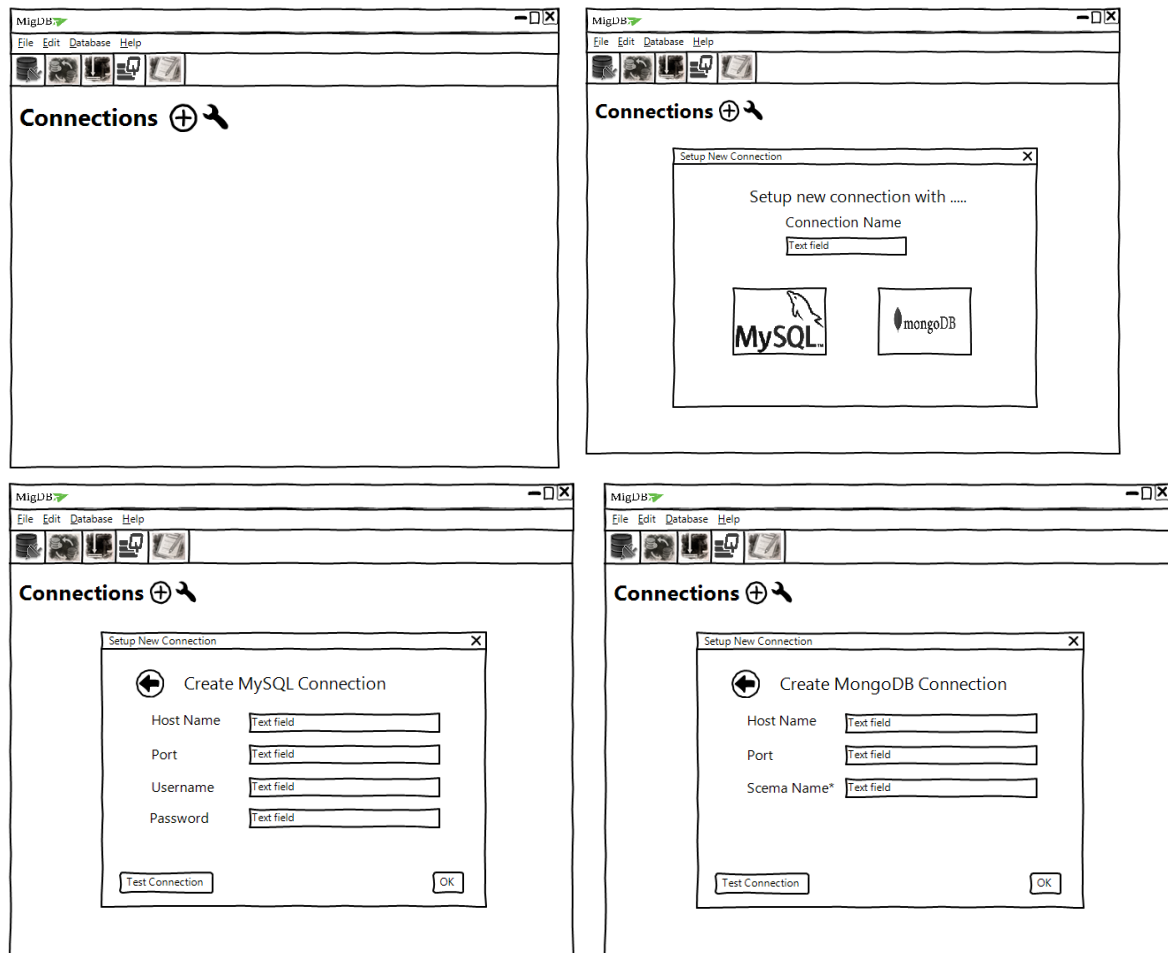 MigDB
File Edit Database Help
Connections
MigDB
File Edit Database Help
Connections
Setup New Connection
Setup new connection with .....
Connection Name
Text field
MySQL™
mongoDB
MigDB
File Edit Database Help
Connections
Setup New Connection
Create MySQL Connection
Host Name Text field
Port Text field
Username Text field
Password Text field
Test Connection OK
MigDB
File Edit Database Help
Connections
Setup New Connection
Create MongoDB Connection
Host Name Text field
Port Text field
Scema Name* Text field
Test Connection OK